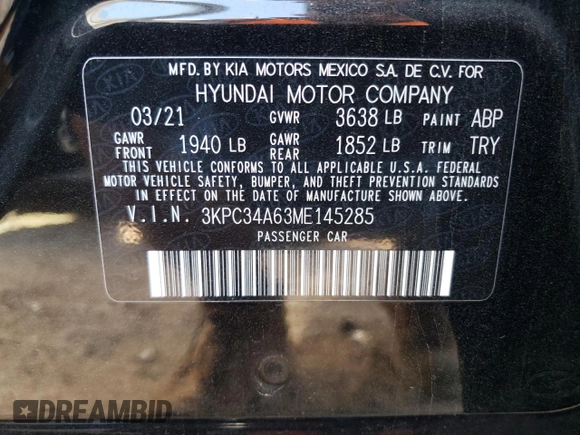 MFD. BY KIA MOTORS MEXICO S.A. DE C.V. FOR
HYUNDAI MOTOR COMPANY
03/21 GVWR 3638 LB PAINT ABP
GAWR FRONT 1940 LB GAWR REAR 1852 LB TRIM TRY
THIS VEHICLE CONFORMS TO ALL APPLICABLE U.S.A. FEDERAL
MOTOR VEHICLE SAFETY, BUMPER, AND THEFT PREVENTION STANDARDS
IN EFFECT ON THE DATE OF MANUFACTURE SHOWN ABOVE.
V.I.N. 3KPC34A63ME145285
PASSENGER CAR
DREAMBID